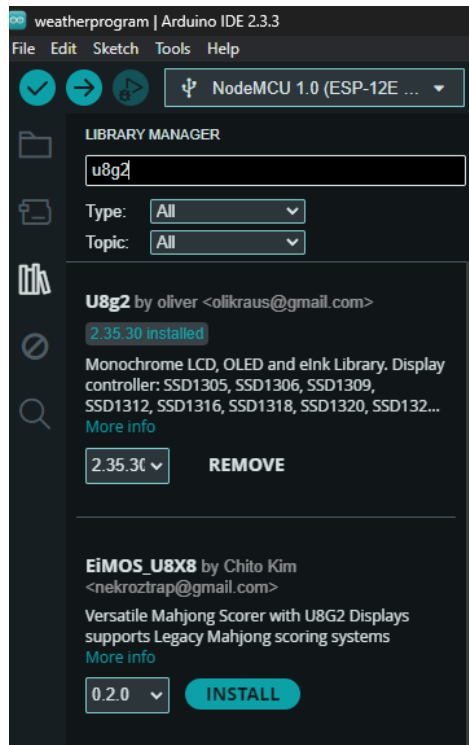 weatherprogram | Arduino IDE 2.3.3
File Edit Sketch Tools Help
NodeMCU 1.0 (ESP-12E ...
LIBRARY MANAGER
u8g2
Type: All
Topic: All
U8g2 by oliver <olikraus@gmail.com>
2.35.30 installed
Monochrome LCD, OLED and eInk Library. Display
controller: SSD1305, SSD1306, SSD1309,
SSD1312, SSD1316, SSD1318, SSD1320, SSD132...
More info
2.35.30 REMOVE
EiMOS_U8X8 by Chito Kim
<nekroztrap@gmail.com>
Versatile Mahjong Scorer with U8G2 Displays
supports Legacy Mahjong scoring systems
More info
0.2.0 INSTALL